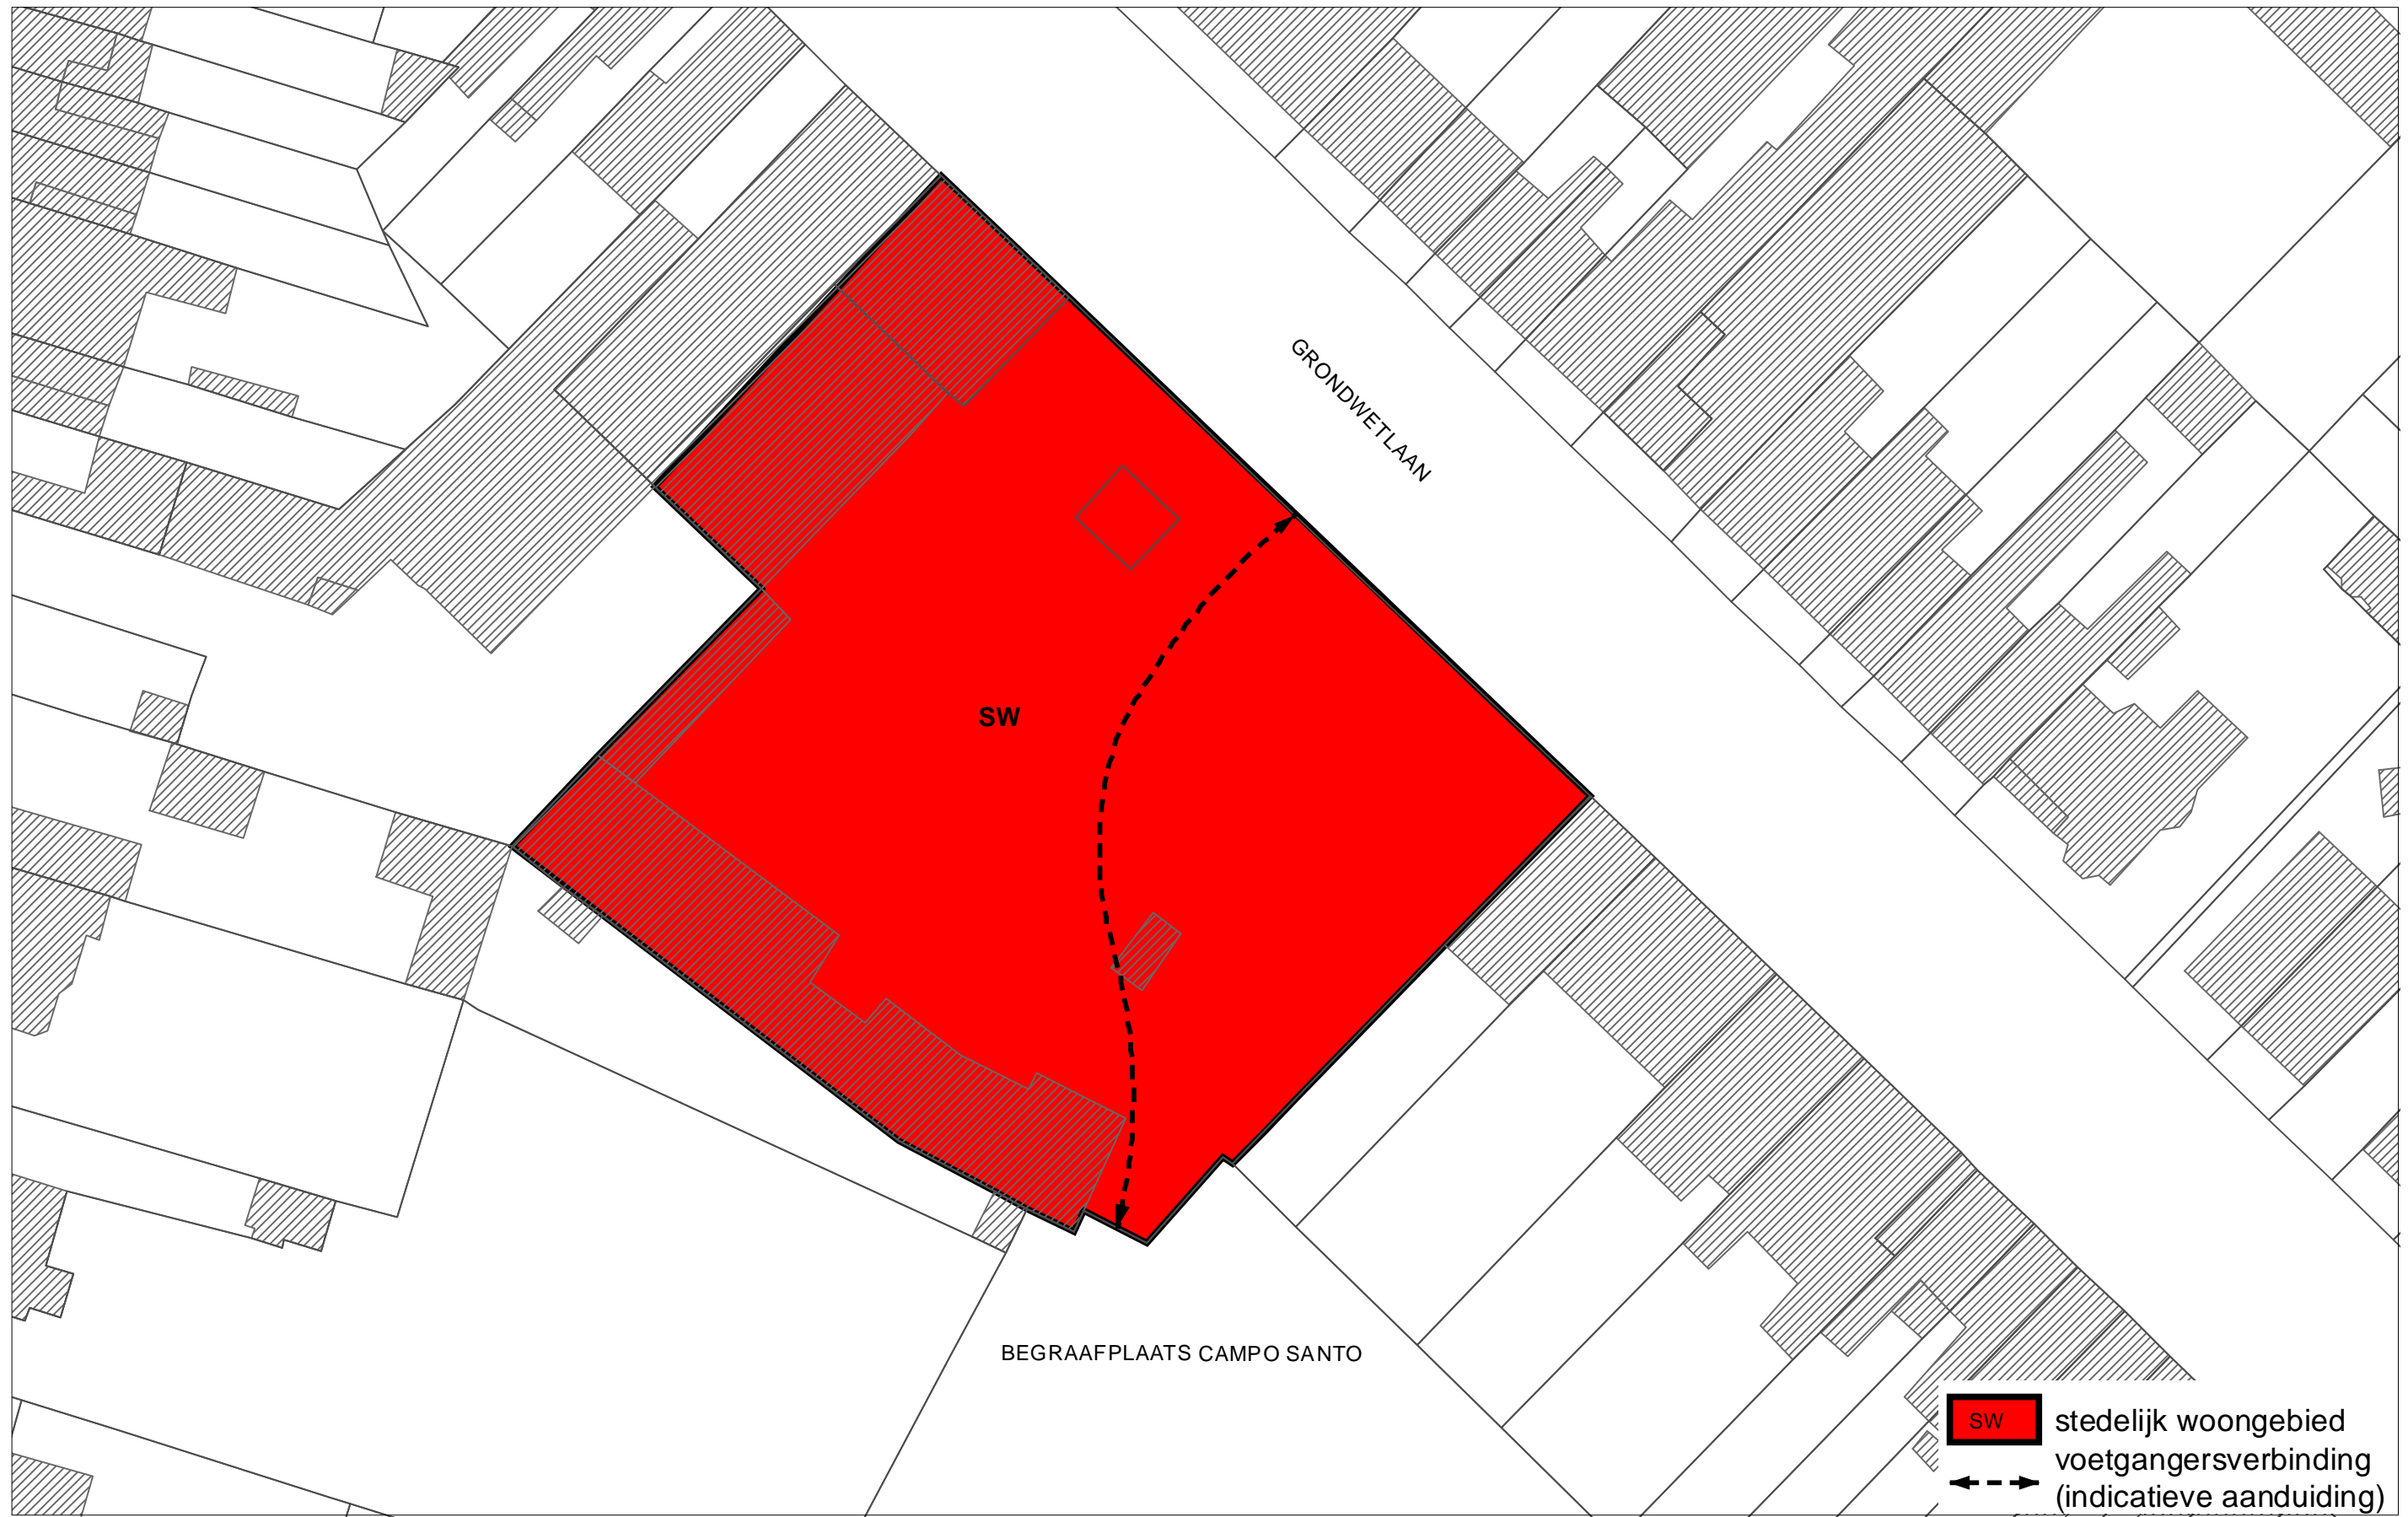 GRONDWETLAAN
SW
BEGRAAFPLAATS CAMPO SANTO
SW
stedelijk woongebied
voetgangersverbinding
(indicatieve aanduiding)